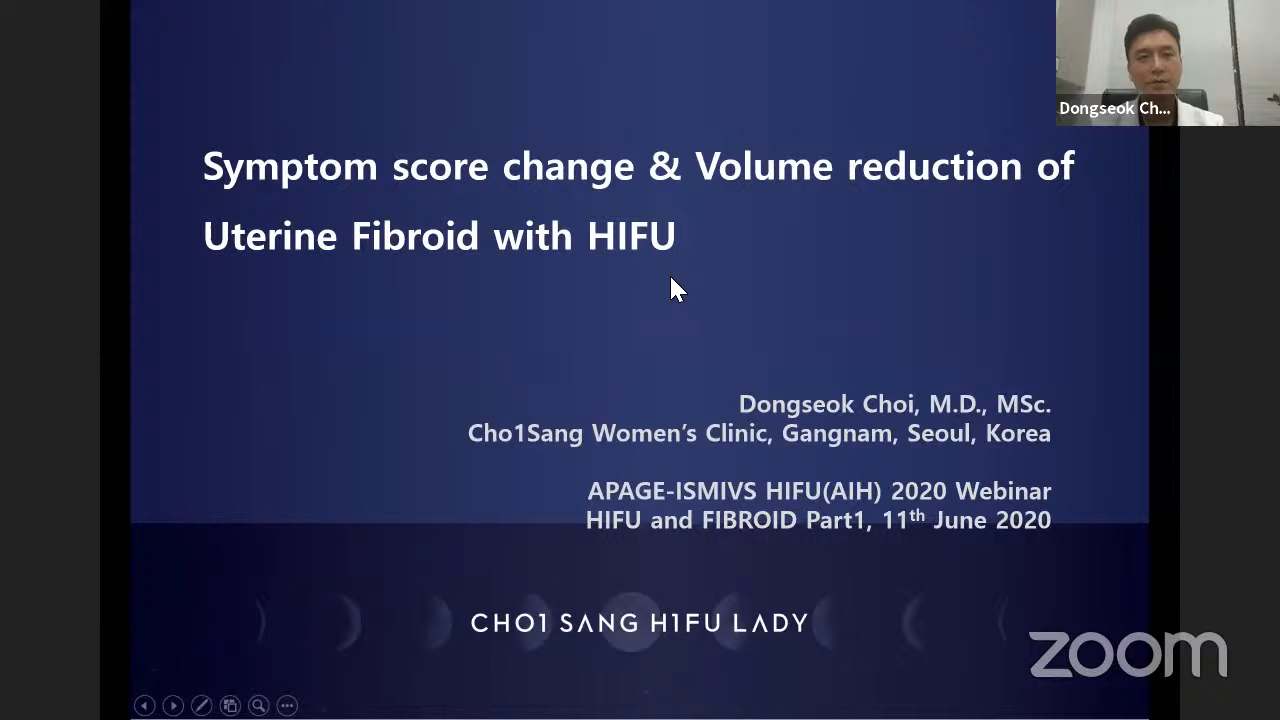 Dongseok Ch...
Symptom score change & Volume reduction of
Uterine Fibroid with HIFU
Dongseok Choi, M.D., MSc.
Cho1Sang Women’s Clinic, Gangnam, Seoul, Korea
APAGE-ISMIVS HIFU(AIH) 2020 Webinar
HIFU and FIBROID Part1, 11th June 2020
CHO1 SANG H1FU LADY
zoom